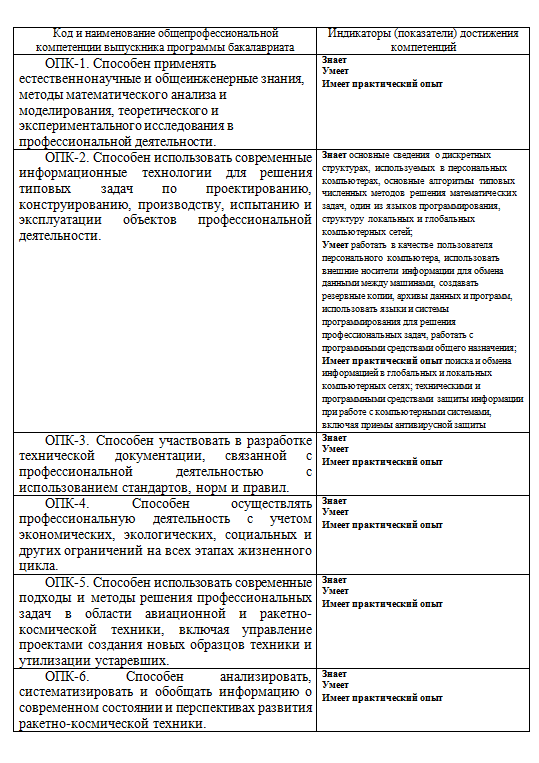 Код и наименование общепрофессиональной
компетенции выпускника программы бакалавриата
Индикаторы (показатели) достижения
компетенций
ОПК-1. Способен применять
естественнонаучные и общеинженерные знания,
методы математического анализа и
моделирования, теоретического и
экспериментального исследования в
профессиональной деятельности.
Знает
Умеет
Имеет практический опыт
ОПК-2. Способен использовать современные
информационные технологии для решения
типовых задач по проектированию,
конструированию, производству, испытанию и
эксплуатации объектов профессиональной
деятельности.
Знает основные сведения о дискретных
структурах, используемых в персональных
компьютерах, основные алгоритмы типовых
численных методов решения математических
задач, один из языков программирования,
структуру локальных и глобальных
компьютерных сетей;
Умеет работать в качестве пользователя
персонального компьютера, использовать
внешние носители информации для обмена
данными между машинами, создавать
резервные копии, архивы данных и программ,
использовать языки и системы
программирования для решения
профессиональных задач, работать с
программными средствами общего назначения;
Имеет практический опыт поиска и обмена
информацией в глобальных и локальных
компьютерных сетях; техническими и
программными средствами защиты информации
при работе с компьютерными системами,
включая приемы антивирусной защиты
ОПК-3. Способен участвовать в разработке
технической документации, связанной с
профессиональной деятельностью с
использованием стандартов, норм и правил.
Знает
Умеет
Имеет практический опыт
ОПК-4. Способен осуществлять
профессиональную деятельность с учетом
экономических, экологических, социальных и
других ограничений на всех этапах жизненного
цикла.
Знает
Умеет
Имеет практический опыт
ОПК-5. Способен использовать современные
подходы и методы решения профессиональных
задач в области авиационной и ракетно-
космической техники, включая управление
проектами создания новых образцов техники и
утилизации устаревших.
Знает
Умеет
Имеет практический опыт
ОПК-6. Способен анализировать,
систематизировать и обобщать информацию о
современном состоянии и перспективах развития
ракетно-космической техники.
Знает
Умеет
Имеет практический опыт